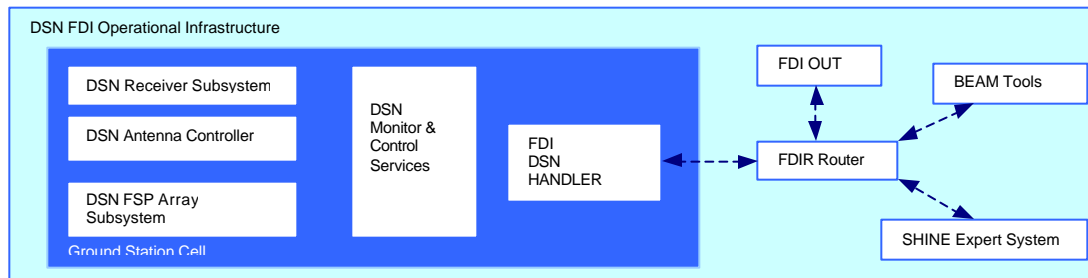 DSN FDI Operational Infrastructure
DSN Receiver Subsystem
DSN Antenna Controller
DSN FSP Array
Subsystem
Ground Station Cell
DSN
Monitor &
Control
Services
FDI
DSN
HANDLER
FDI OUT
FDIR Router
BEAM Tools
SHINE Expert System